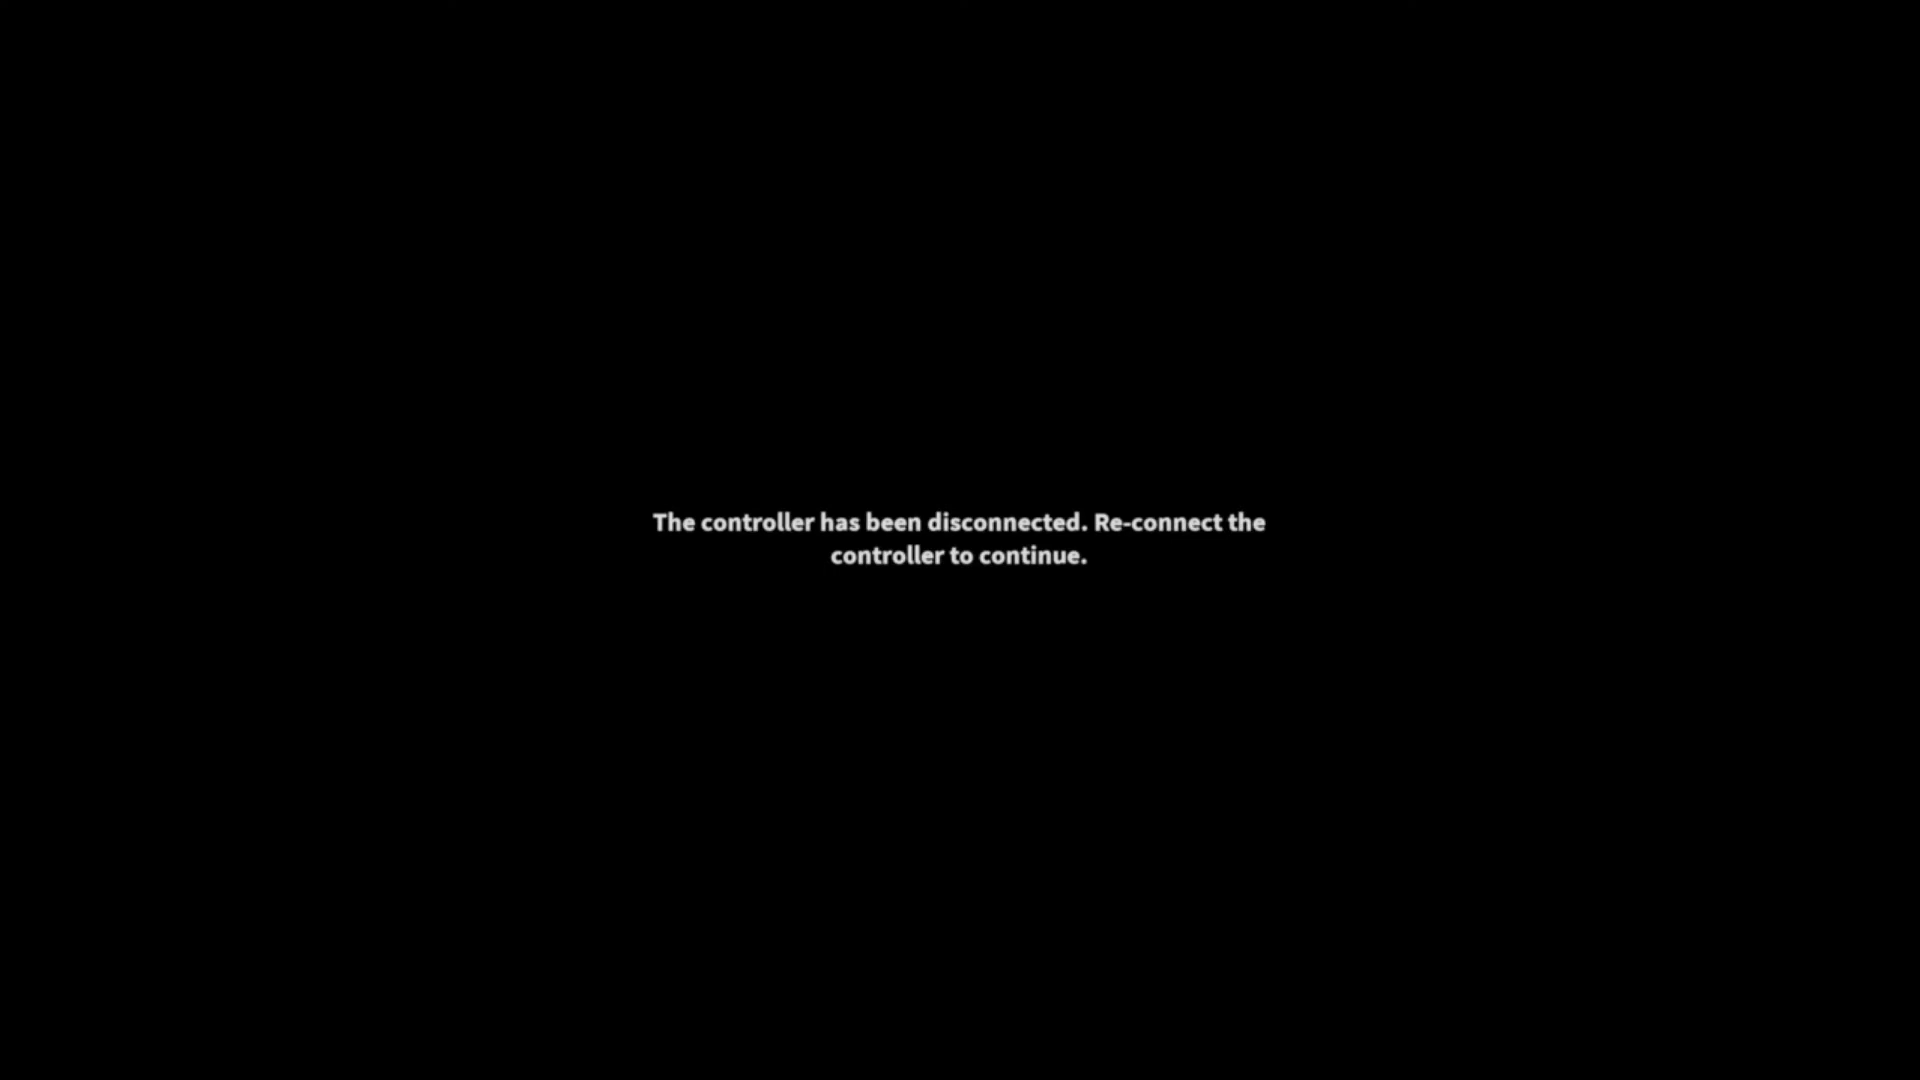 The controller has been disconnected. Re-connect the
controller to continue.